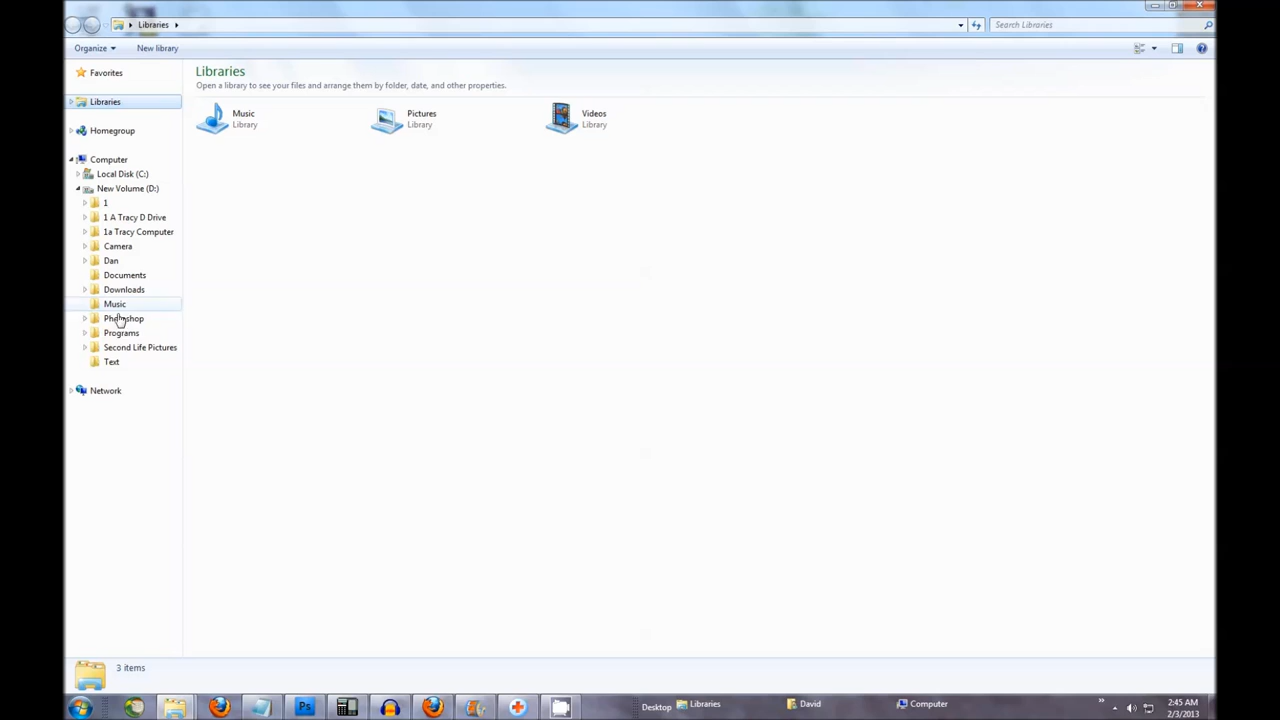 Libraries
Search Libraries
Organize
New library
Favorites
Libraries
Homegroup
Computer
Local Disk (C:)
New Volume (D:)
1
1 A Tracy D Drive
1a Tracy Computer
Camera
Dan
Documents
Downloads
Music
Photoshop
Programs
Second Life Pictures
Text
Network
Libraries
Open a library to see your files and arrange them by folder, date, and other properties.
Music
Library
Pictures
Library
Videos
Library
3 items
Ps
Desktop
Libraries
David
Computer
»
2:45 AM
2/3/2013